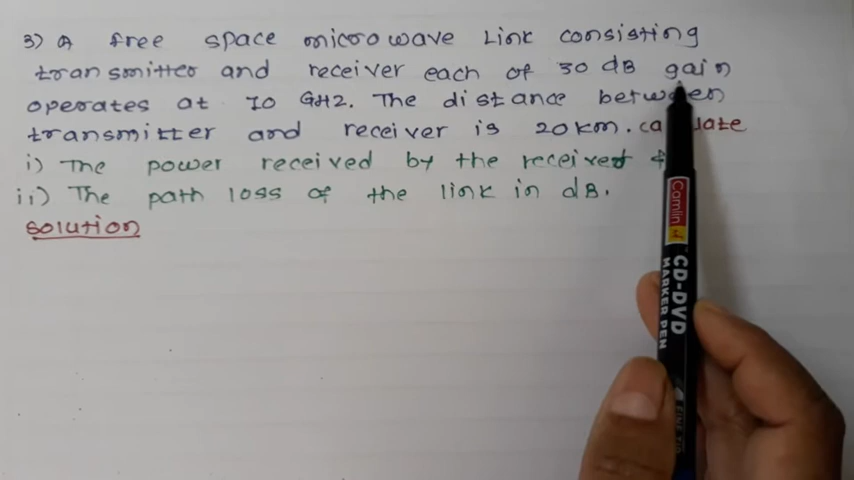 3) A free space microwave Link consisting
transmitter and receiver each of 30 dB gain
operates at 10 GHZ. The distance between
transmitter and receiver is 20 km.
i) The power received by the received
ii) The path loss of the link in dB.
solution
Camlin
CD-DVD
MARKER PEN